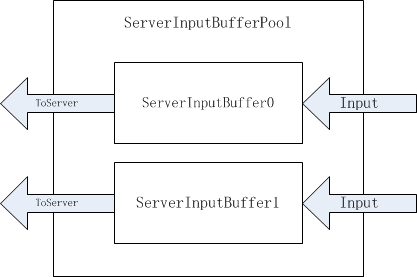 ServerInputBufferPool
ToServer
ServerInputBuffer0
Input
ToServer
ServerInputBuffer1
Input